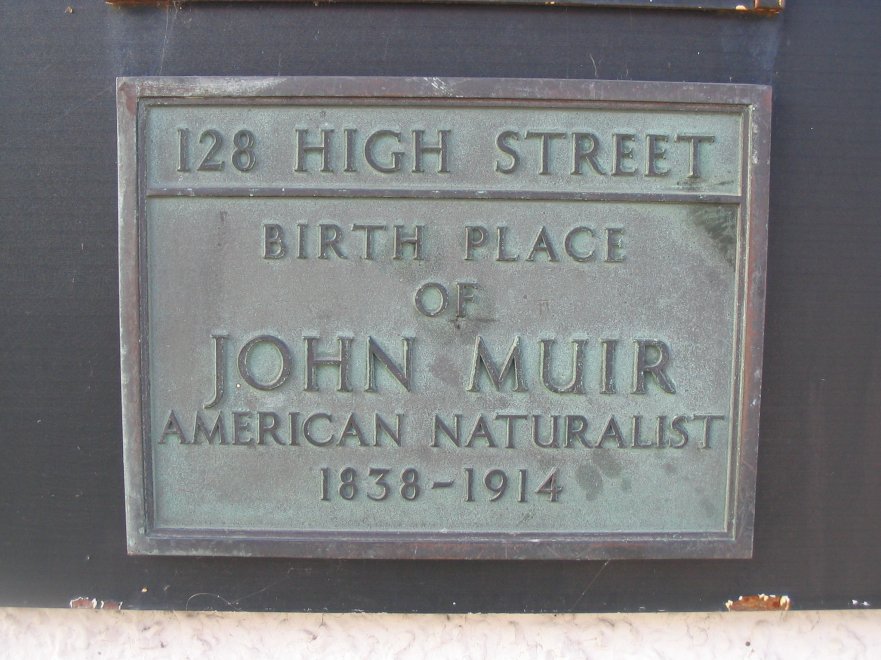 128 HIGH STREET
BIRTH PLACE
OF
JOHN MUIR
AMERICAN NATURALIST
1838-1914